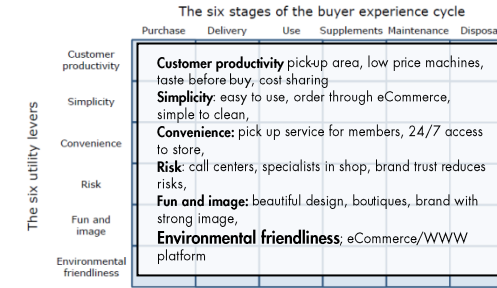 The six stages of the buyer experience cycle
Purchase Delivery Use Supplements Maintenance Disposa
The six utility levers
Customer
productivity
Simplicity
Convenience
Risk
Fun and
image
Environmental
friendliness
Customer productivity pick-up area, low price machines,
taste before buy, cost sharing
Simplicity: easy to use, order through eCommerce,
simple to clean,
Convenience: pick up service for members, 24/7 access
to store,
Risk: call centers, specialists in shop, brand trust reduces
risks,
Fun and image: beautiful design, boutiques, brand with
strong image,
Environmental friendliness; eCommerce/WWW
platform